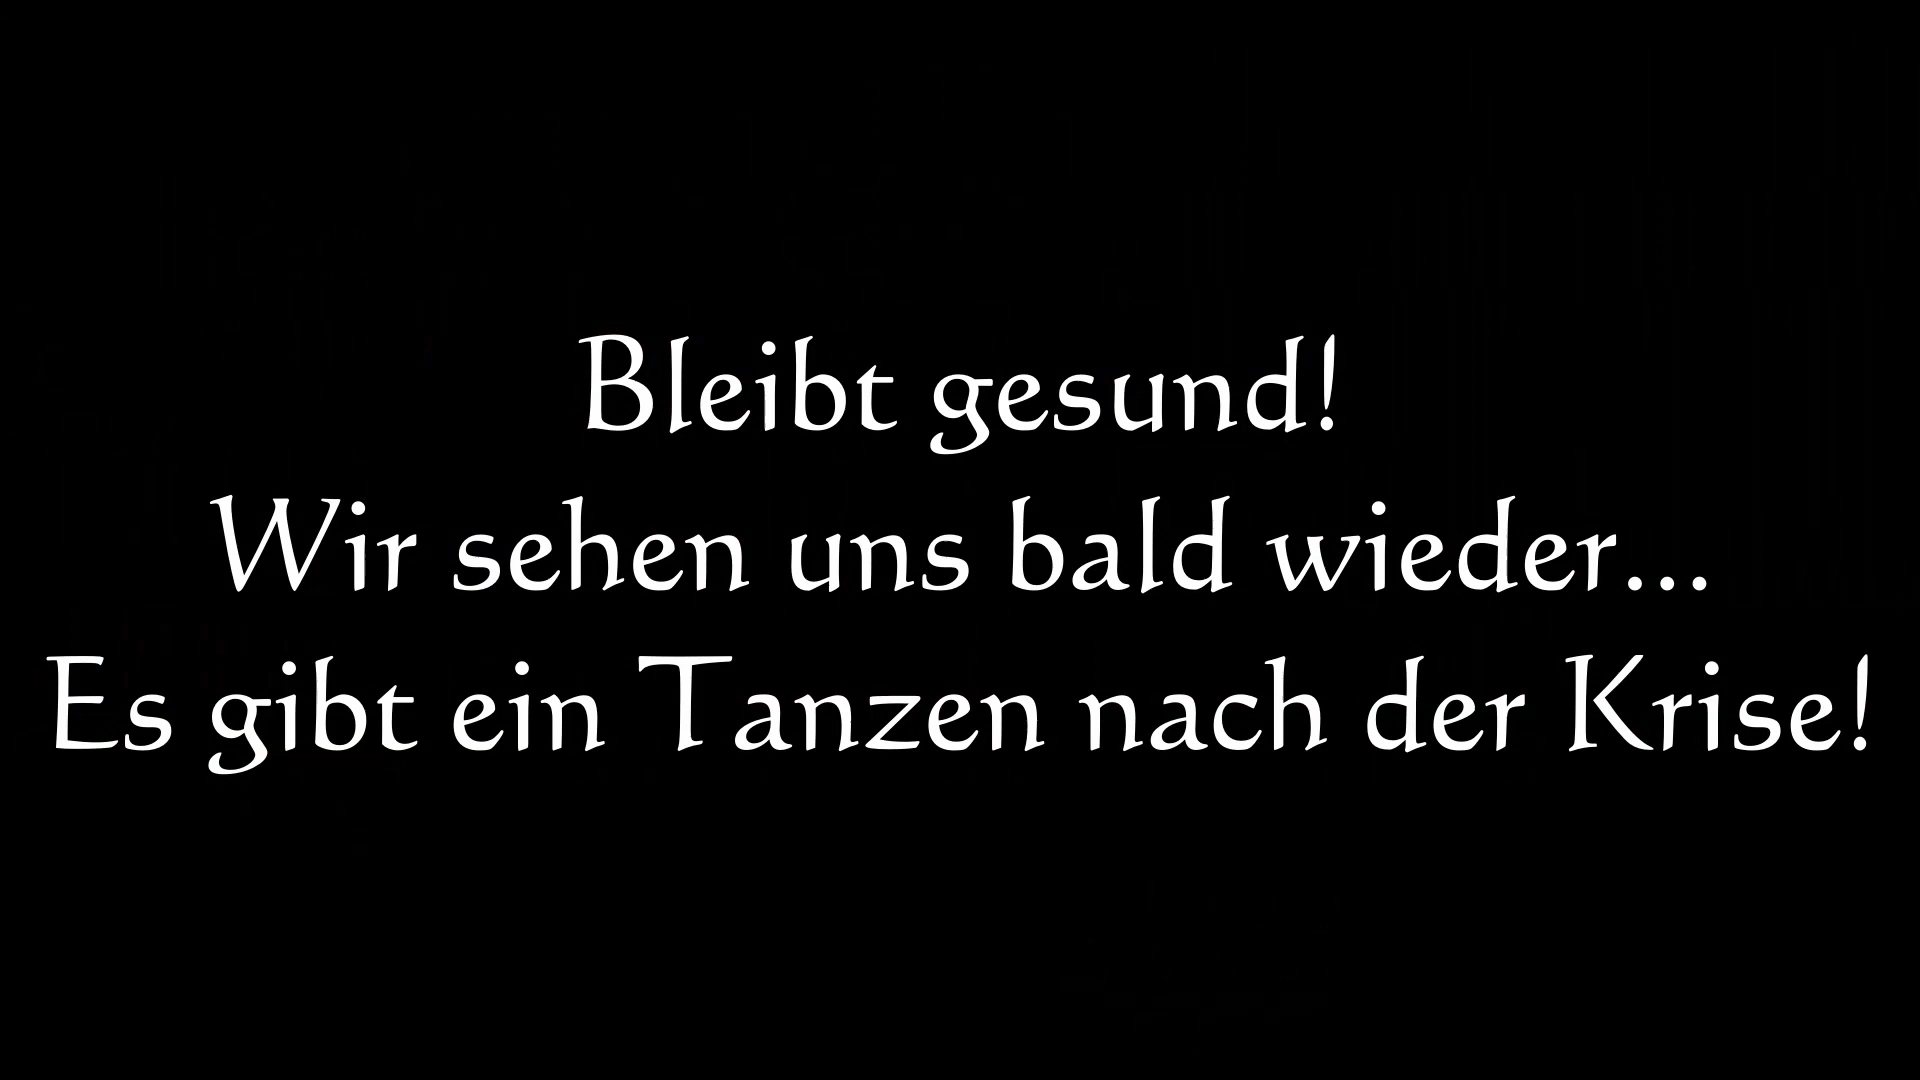 Bleibt gesund!
Wir sehen uns bald wieder...
Es gibt ein Tanzen nach der Krise!